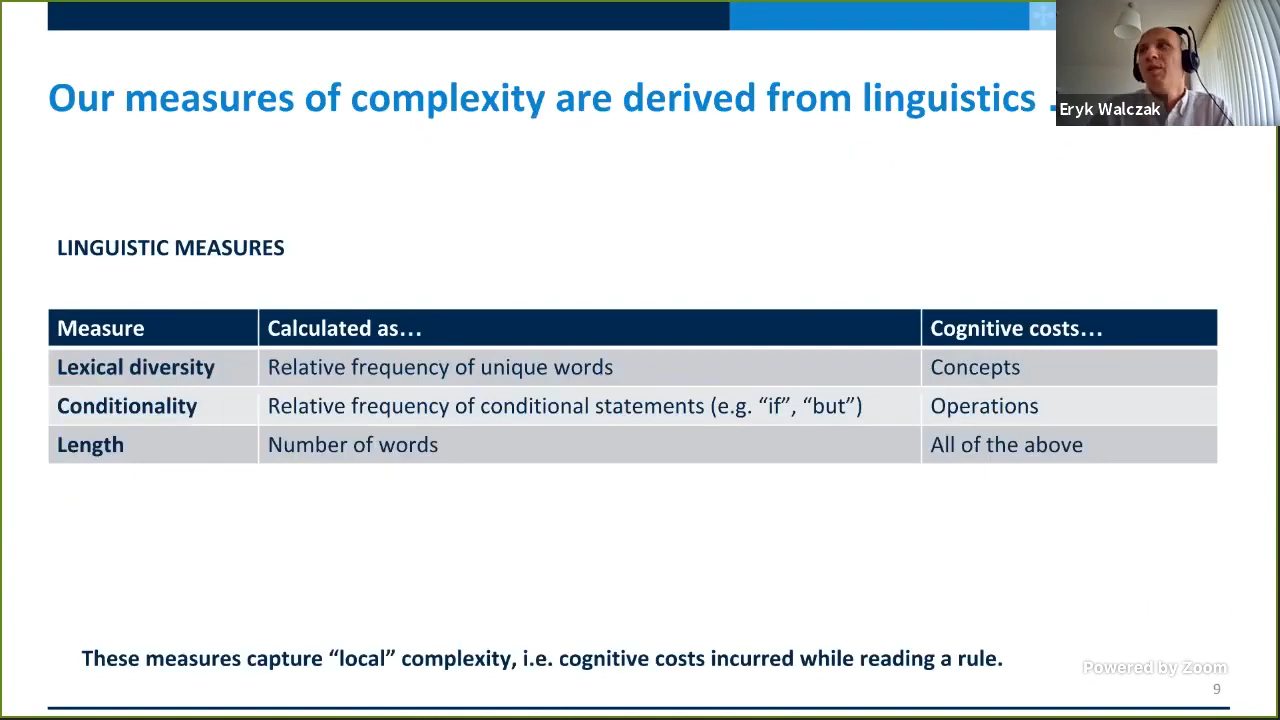 Our measures of complexity are derived from linguistics .
Eryk Walczak
LINGUISTIC MEASURES
Measure Calculated as… Cognitive costs…
Lexical diversity Relative frequency of unique words Concepts
Conditionality Relative frequency of conditional statements (e.g. “if”, “but”) Operations
Length Number of words All of the above
These measures capture “local” complexity, i.e. cognitive costs incurred while reading a rule.
Powered by Zoom
9